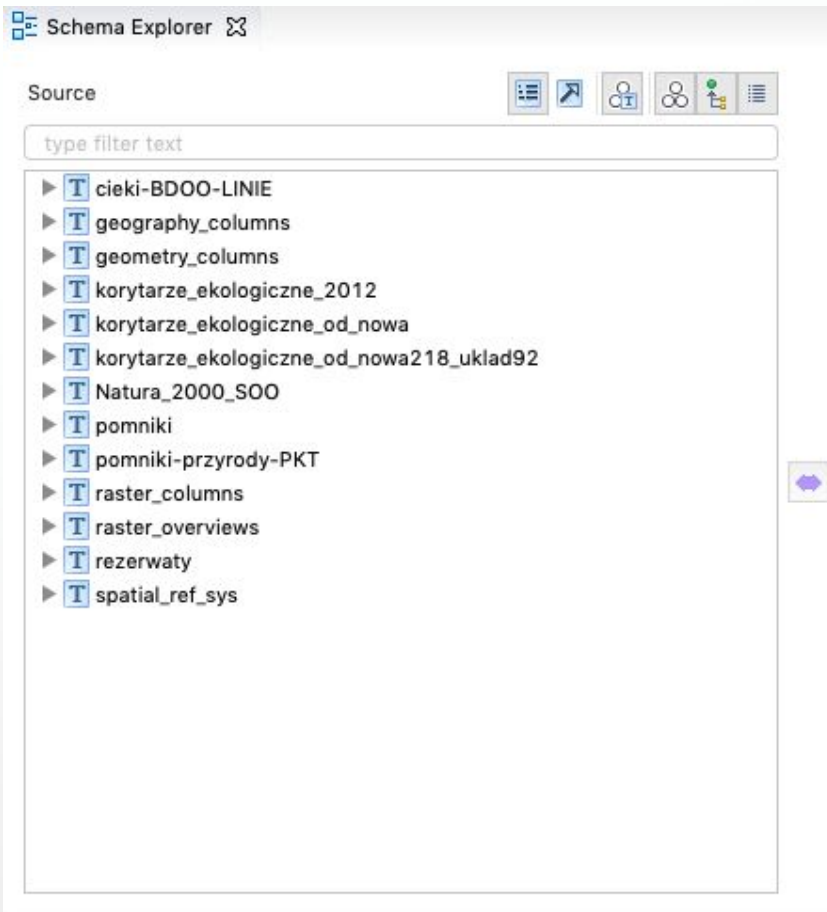 Schema Explorer
Source
type filter text
T cieki-BDOO-LINIE
T geography_columns
T geometry_columns
T korytarze_ekologiczne_2012
T korytarze_ekologiczne_od_nowa
T korytarze_ekologiczne_od_nowa218_uklad92
T Natura_2000_SOO
T pomniki
T pomniki-przyrody-PKT
T raster_columns
T raster_overviews
T rezerwaty
T spatial_ref_sys